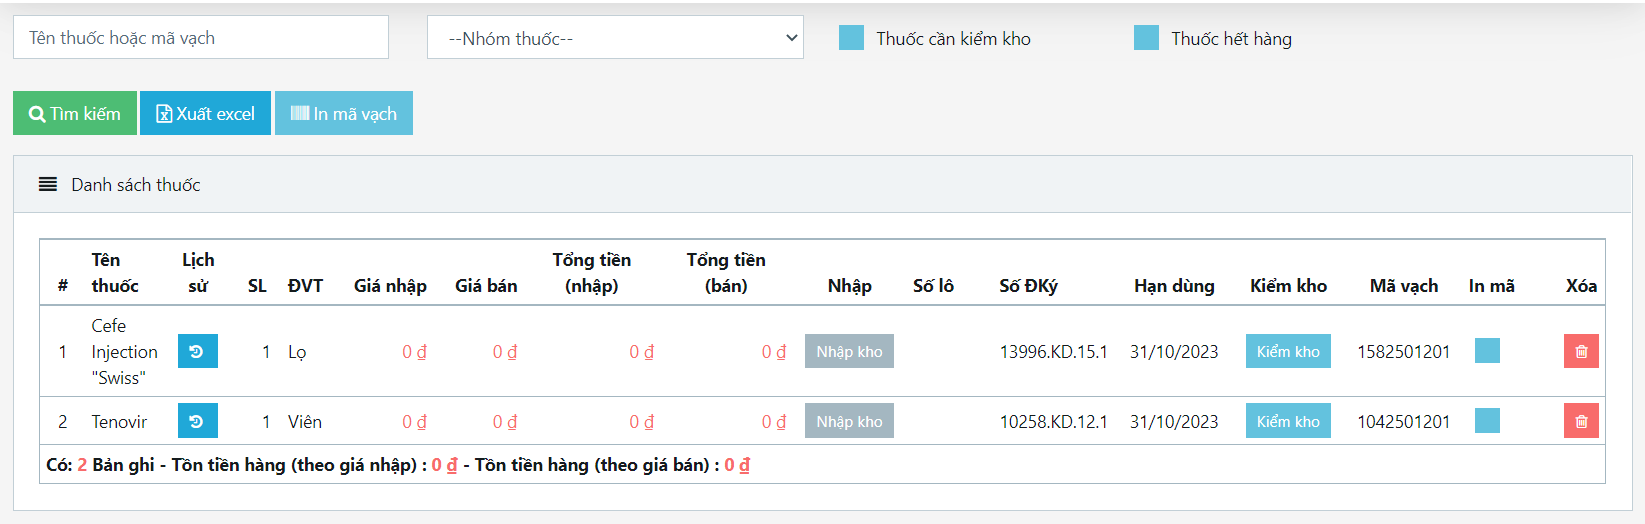 Tên thuốc hoặc mã vạch
--Nhóm thuốc--
Thuốc cần kiểm kho
Thuốc hết hàng
Tìm kiếm
Xuất excel
In mã vạch
Danh sách thuốc
# Tên thuốc Lịch sử SL ĐVT Giá nhập Giá bán Tổng tiền (nhập) Tổng tiền (bán) Nhập Số lô Số ĐKý Hạn dùng Kiểm kho Mã vạch In mã Xóa
1 Cefe Injection "Swiss" 1 Lọ 0 ₫ 0 ₫ 0 ₫ 0 ₫ Nhập kho 13996.KD.15.1 31/10/2023 Kiểm kho 1582501201
2 Tenovir 1 Viên 0 ₫ 0 ₫ 0 ₫ 0 ₫ Nhập kho 10258.KD.12.1 31/10/2023 Kiểm kho 1042501201
Có: 2 Bản ghi - Tồn tiền hàng (theo giá nhập) : 0 ₫ - Tồn tiền hàng (theo giá bán) : 0 ₫